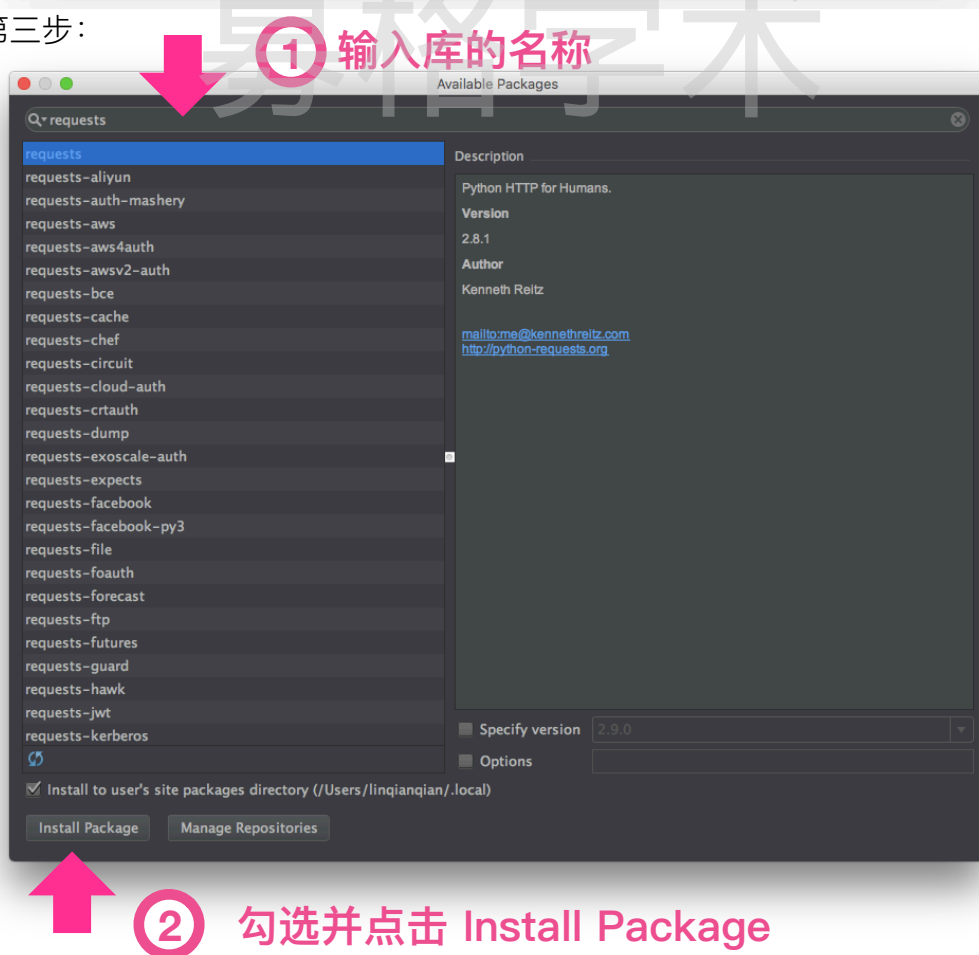 第三步：
① 输入库的名称
Available Packages
requests
requests
requests-aliyun
requests-auth-mashery
requests-aws
requests-aws4auth
requests-awsv2-auth
requests-bce
requests-cache
requests-chef
requests-circuit
requests-cloud-auth
requests-crtauth
requests-dump
requests-exoscale-auth
requests-expects
requests-facebook
requests-facebook-py3
requests-file
requests-foauth
requests-forecast
requests-ftp
requests-futures
requests-guard
requests-hawk
requests-jwt
requests-kerberos
Description
Python HTTP for Humans.
Version
2.8.1
Author
Kenneth Reitz
mailto:me@kennethreitz.com
http://python-requests.org
Specify version 2.9.0
Options
Install to user's site packages directory (/Users/linqianqian/.local)
Install Package Manage Repositories
② 勾选并点击 Install Package